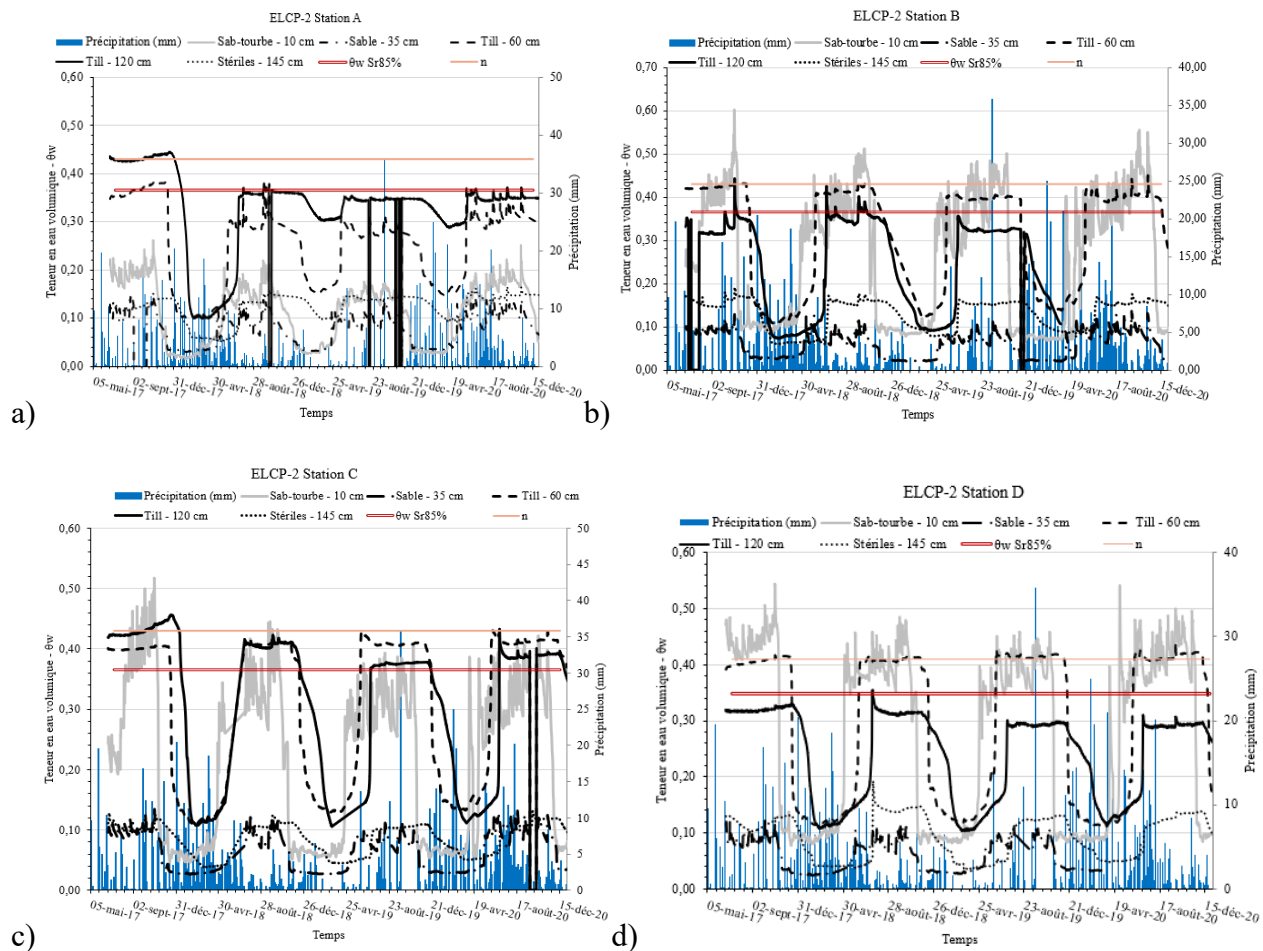 ELCP-2 Station A
Précipitation (mm) Sab-tourbe - 10 cm Sable - 35 cm Till - 60 cm
Till - 120 cm Stériles - 145 cm θw Sr85% n
0,60
0,50
0,40
0,30
0,20
0,10
0,00
Teneur en eau volumique - θw
50
40
30
20
10
0
Précipitation (mm)
05-mai-17
02-sept-17
31-déc-17
30-avr-18
28-août-18
26-déc-18
25-avr-19
23-août-19
21-déc-19
19-avr-20
17-août-20
15-déc-20
Temps
a)
ELCP-2 Station B
Précipitation (mm) Sab-tourbe - 10 cm Sable - 35 cm Till - 60 cm
Till - 120 cm Stériles - 145 cm θw Sr85% n
0,70
0,60
0,50
0,40
0,30
0,20
0,10
0,00
Teneur en eau volumique - θw
40,00
35,00
30,00
25,00
20,00
15,00
10,00
5,00
0,00
Précipitation (mm)
05-mai-17
02-sept-17
31-déc-17
30-avr-18
28-août-18
26-déc-18
25-avr-19
23-août-19
21-déc-19
19-avr-20
17-août-20
15-déc-20
Temps
b)
ELCP-2 Station C
Précipitation (mm) Sab-tourbe - 10 cm Sable - 35 cm Till - 60 cm
Till - 120 cm Stériles - 145 cm θw Sr85% n
0,60
0,50
0,40
0,30
0,20
0,10
0,00
Teneur en eau volumique - θw
50
45
40
35
30
25
20
15
10
5
0
Précipitation (mm)
05-mai-17
02-sept-17
31-déc-17
30-avr-18
28-août-18
26-déc-18
25-avr-19
23-août-19
21-déc-19
19-avr-20
17-août-20
15-déc-20
Temps
c)
ELCP-2 Station D
Précipitation (mm) Sab-tourbe - 10 cm Sable - 35 cm Till - 60 cm
Till - 120 cm Stériles - 145 cm θw Sr85% n
0,60
0,50
0,40
0,30
0,20
0,10
0,00
Teneur en eau volumique - θw
40
30
20
10
0
Précipitation (mm)
05-mai-17
02-sept-17
31-déc-17
30-avr-18
28-août-18
26-déc-18
25-avr-19
23-août-19
21-déc-19
19-avr-20
17-août-20
15-déc-20
Temps
d)